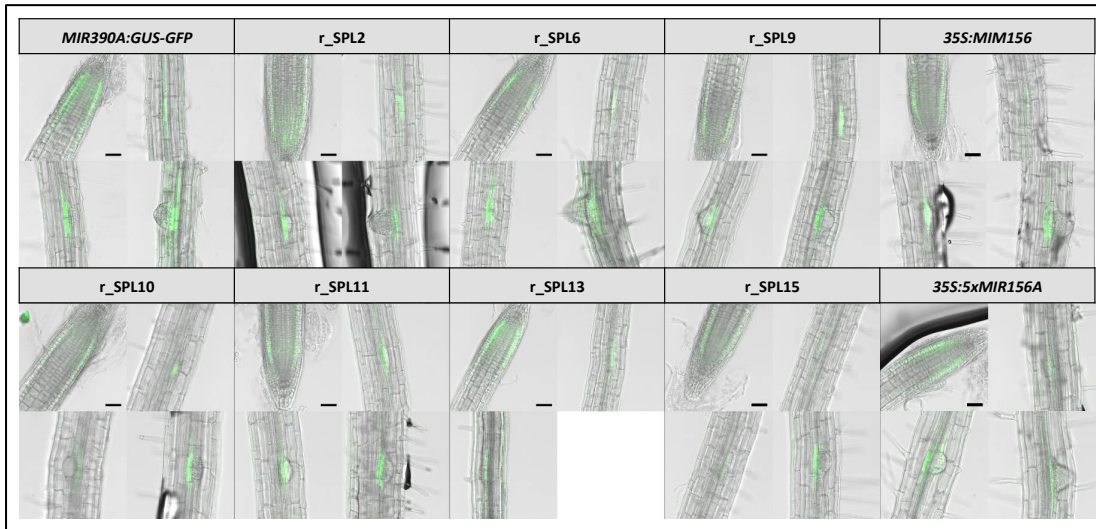 MIR390A:GUS-GFP r_SPL2 r_SPL6 r_SPL9 35S:MIM156
r_SPL10 r_SPL11 r_SPL13 r_SPL15 35S:5xMIR156A